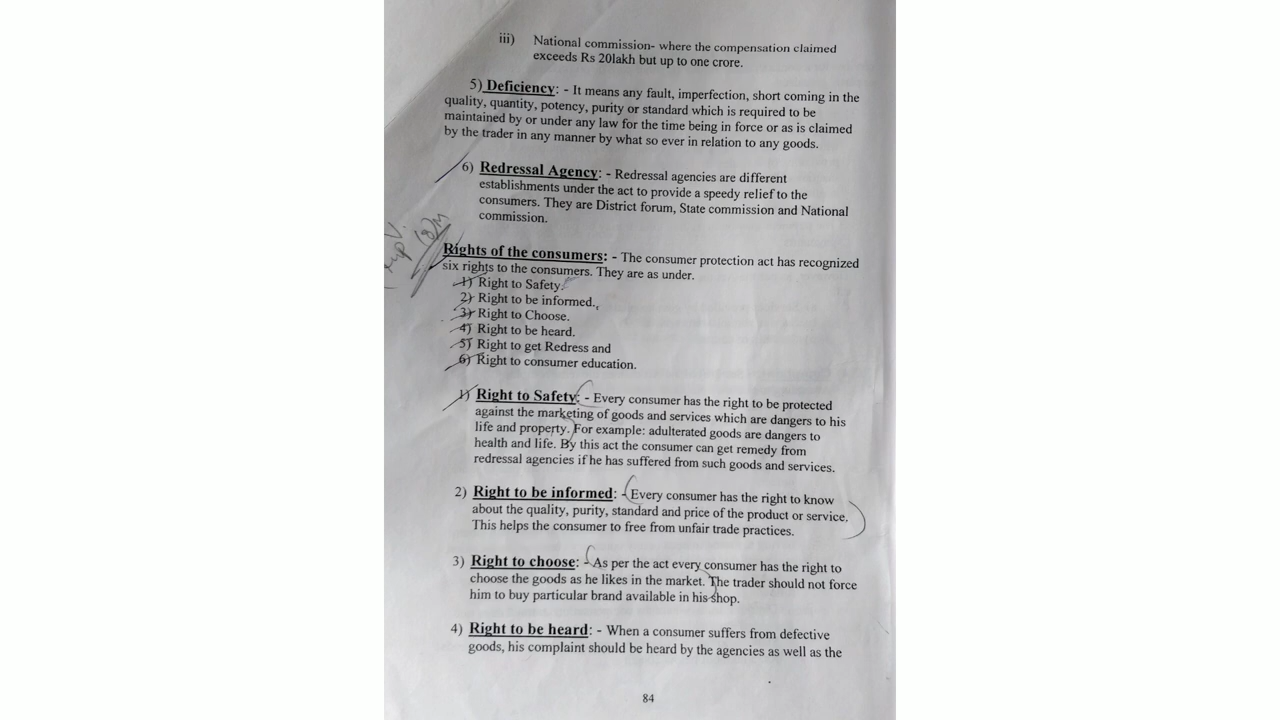 iii) National commission- where the compensation claimed
exceeds Rs 20lakh but up to one crore.
5) Deficiency: - It means any fault, imperfection, short coming in the
quality, quantity, potency, purity or standard which is required to be
maintained by or under any law for the time being in force or as is claimed
by the trader in any manner by what so ever in relation to any goods.
6) Redressal Agency: - Redressal agencies are different
establishments under the act to provide a speedy relief to the
consumers. They are District forum, State commission and National
commission.
Rights of the consumers: - The consumer protection act has recognized
six rights to the consumers. They are as under.
1) Right to Safety.
2) Right to be informed.
3) Right to Choose.
4) Right to be heard.
5) Right to get Redress and
6) Right to consumer education.
1) Right to Safety: - Every consumer has the right to be protected
against the marketing of goods and services which are dangers to his
life and property. For example: adulterated goods are dangers to
health and life. By this act the consumer can get remedy from
redressal agencies if he has suffered from such goods and services.
2) Right to be informed: - Every consumer has the right to know
about the quality, purity, standard and price of the product or service.
This helps the consumer to free from unfair trade practices.
3) Right to choose: - As per the act every consumer has the right to
choose the goods as he likes in the market. The trader should not force
him to buy particular brand available in his shop.
4) Right to be heard: - When a consumer suffers from defective
goods, his complaint should be heard by the agencies as well as the
84